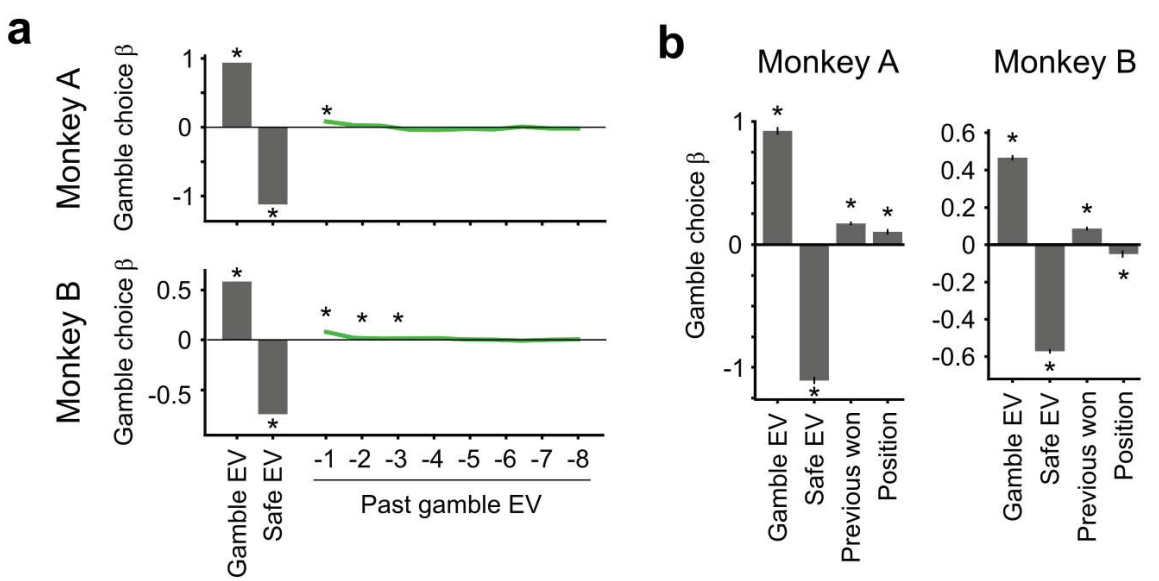 a
Monkey A
Gamble choice β
1
0
-1
*
*
*
Monkey B
Gamble choice β
0.5
0
-0.5
*
*
* * *
Gamble EV
Safe EV
-1 -2 -3 -4 -5 -6 -7 -8
Past gamble EV
b
Monkey A
Gamble choice β
1
0
-1
*
*
*
*
Gamble EV
Safe EV
Previous won
Position
Monkey B
0.6
0.4
0.2
0
-0.2
-0.4
-0.6
*
*
*
*
Gamble EV
Safe EV
Previous won
Position